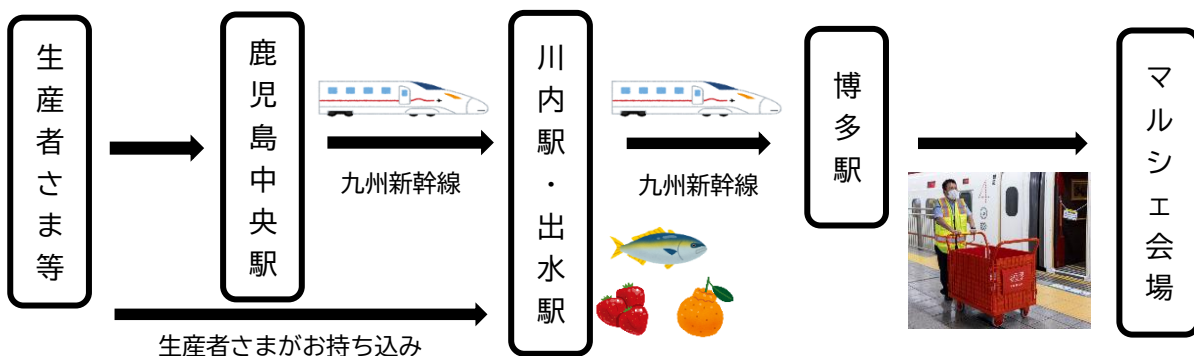 生産者さま等
鹿児島中央駅
九州新幹線
川内駅・出水駅
九州新幹線
博多駅
マルシェ会場
生産者さまがお持ち込み